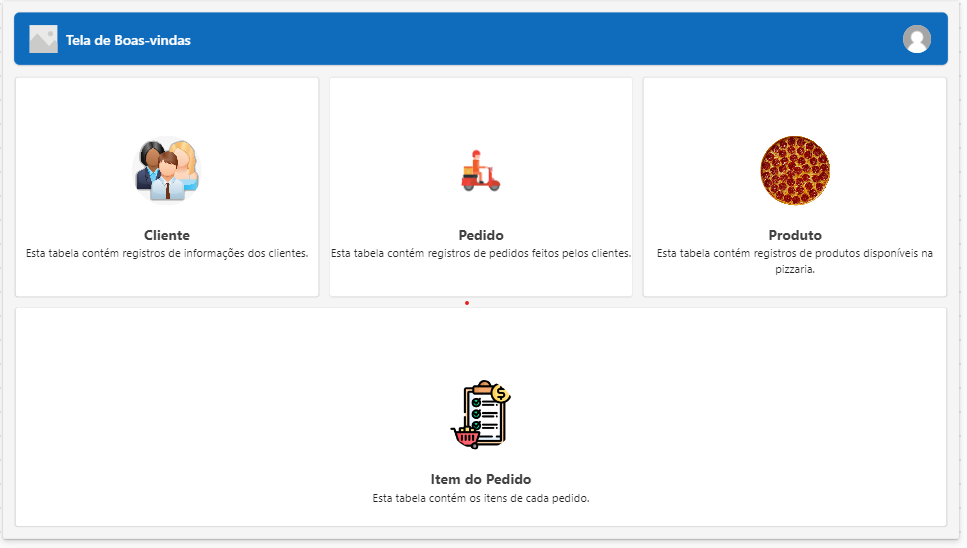 Tela de Boas-vindas
Cliente
Esta tabela contém registros de informações dos clientes.
Pedido
Esta tabela contém registros de pedidos feitos pelos clientes.
Produto
Esta tabela contém registros de produtos disponíveis na
pizzaria.
$
Item do Pedido
Esta tabela contém os itens de cada pedido.